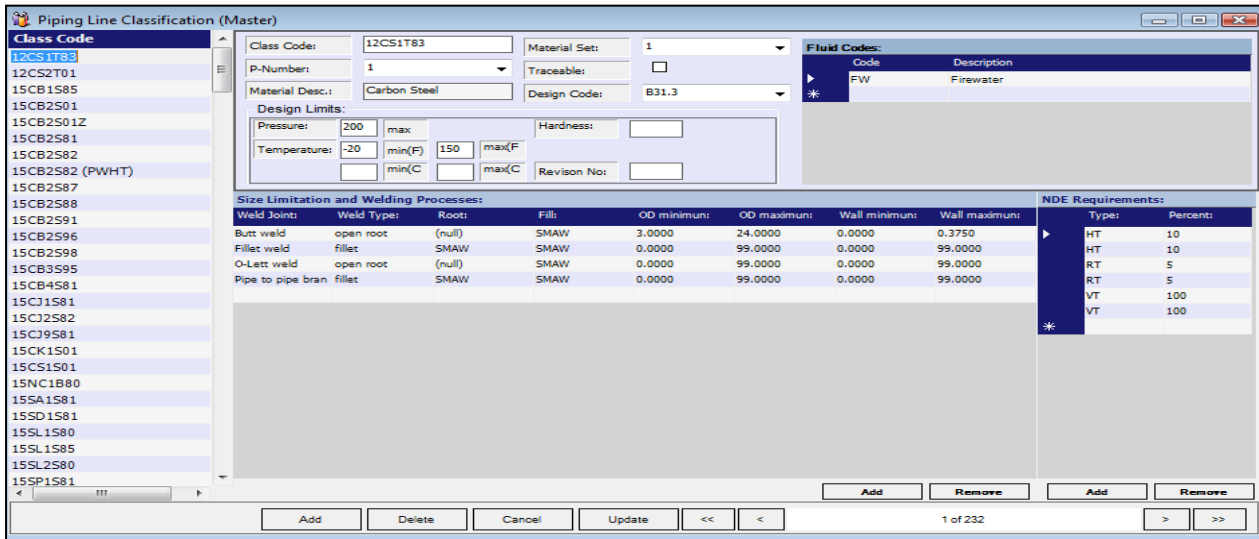 Piping Line Classification (Master)
Class Code
12CS1T83
12CS2T01
15CB1S85
15CB2S01
15CB2S01Z
15CB2S81
15CB2S82
15CB2S82 (PWHT)
15CB2S87
15CB2S88
15CB2S91
15CB2S96
15CB2S98
15CB3S95
15CB4S81
15CJ1S81
15CJ2S82
15CJ9S81
15CK1S01
15CS1S01
15NC1B80
15SA1S81
15SD1S81
15SL1S80
15SL1S85
15SL2S80
15SP1S81
Class Code: 12CS1T83 Material Set: 1
P-Number: 1 Traceable:
Material Desc.: Carbon Steel Design Code: B31.3
Design Limits:
Pressure: 200 max Hardness:
Temperature: -20 min(F) 150 max(F
min(C max(C Revison No:
Fluid Codes:
Code Description
FW Firewater
Size Limitation and Welding Processes:
Weld Joint: Weld Type: Root: Fill: OD minimun: OD maximun: Wall minimun: Wall maximun:
Butt weld open root (null) SMAW 3.0000 24.0000 0.0000 0.3750
Fillet weld fillet SMAW SMAW 0.0000 99.0000 0.0000 99.0000
O-Lett weld open root (null) SMAW 0.0000 99.0000 0.0000 99.0000
Pipe to pipe bran fillet SMAW SMAW 0.0000 99.0000 0.0000 99.0000
NDE Requirements:
Type: Percent:
HT 10
HT 10
RT 5
RT 5
VT 100
VT 100
Add Remove Add Remove
Add Delete Cancel Update << < 1 of 232 > >>